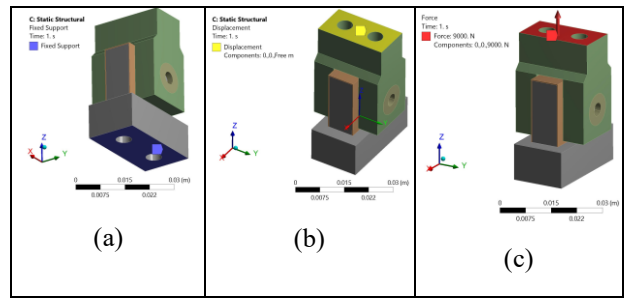 C: Static Structural
Fixed Support
Time: 1. s
Fixed Support
Z
X
Y
0
0.015
0.03 (m)
0.0075
0.022
(a)
C: Static Structural
Displacement
Time: 1. s
Displacement
Components: 0,0,Free m
Z
X
Y
0
0.015
0.03 (m)
0.0075
0.022
(b)
Force
Time: 1. s
Force: 9000. N
Components: 0,0,9000. N
Z
X
Y
0
0.015
0.03 (m)
0.0075
0.022
(c)